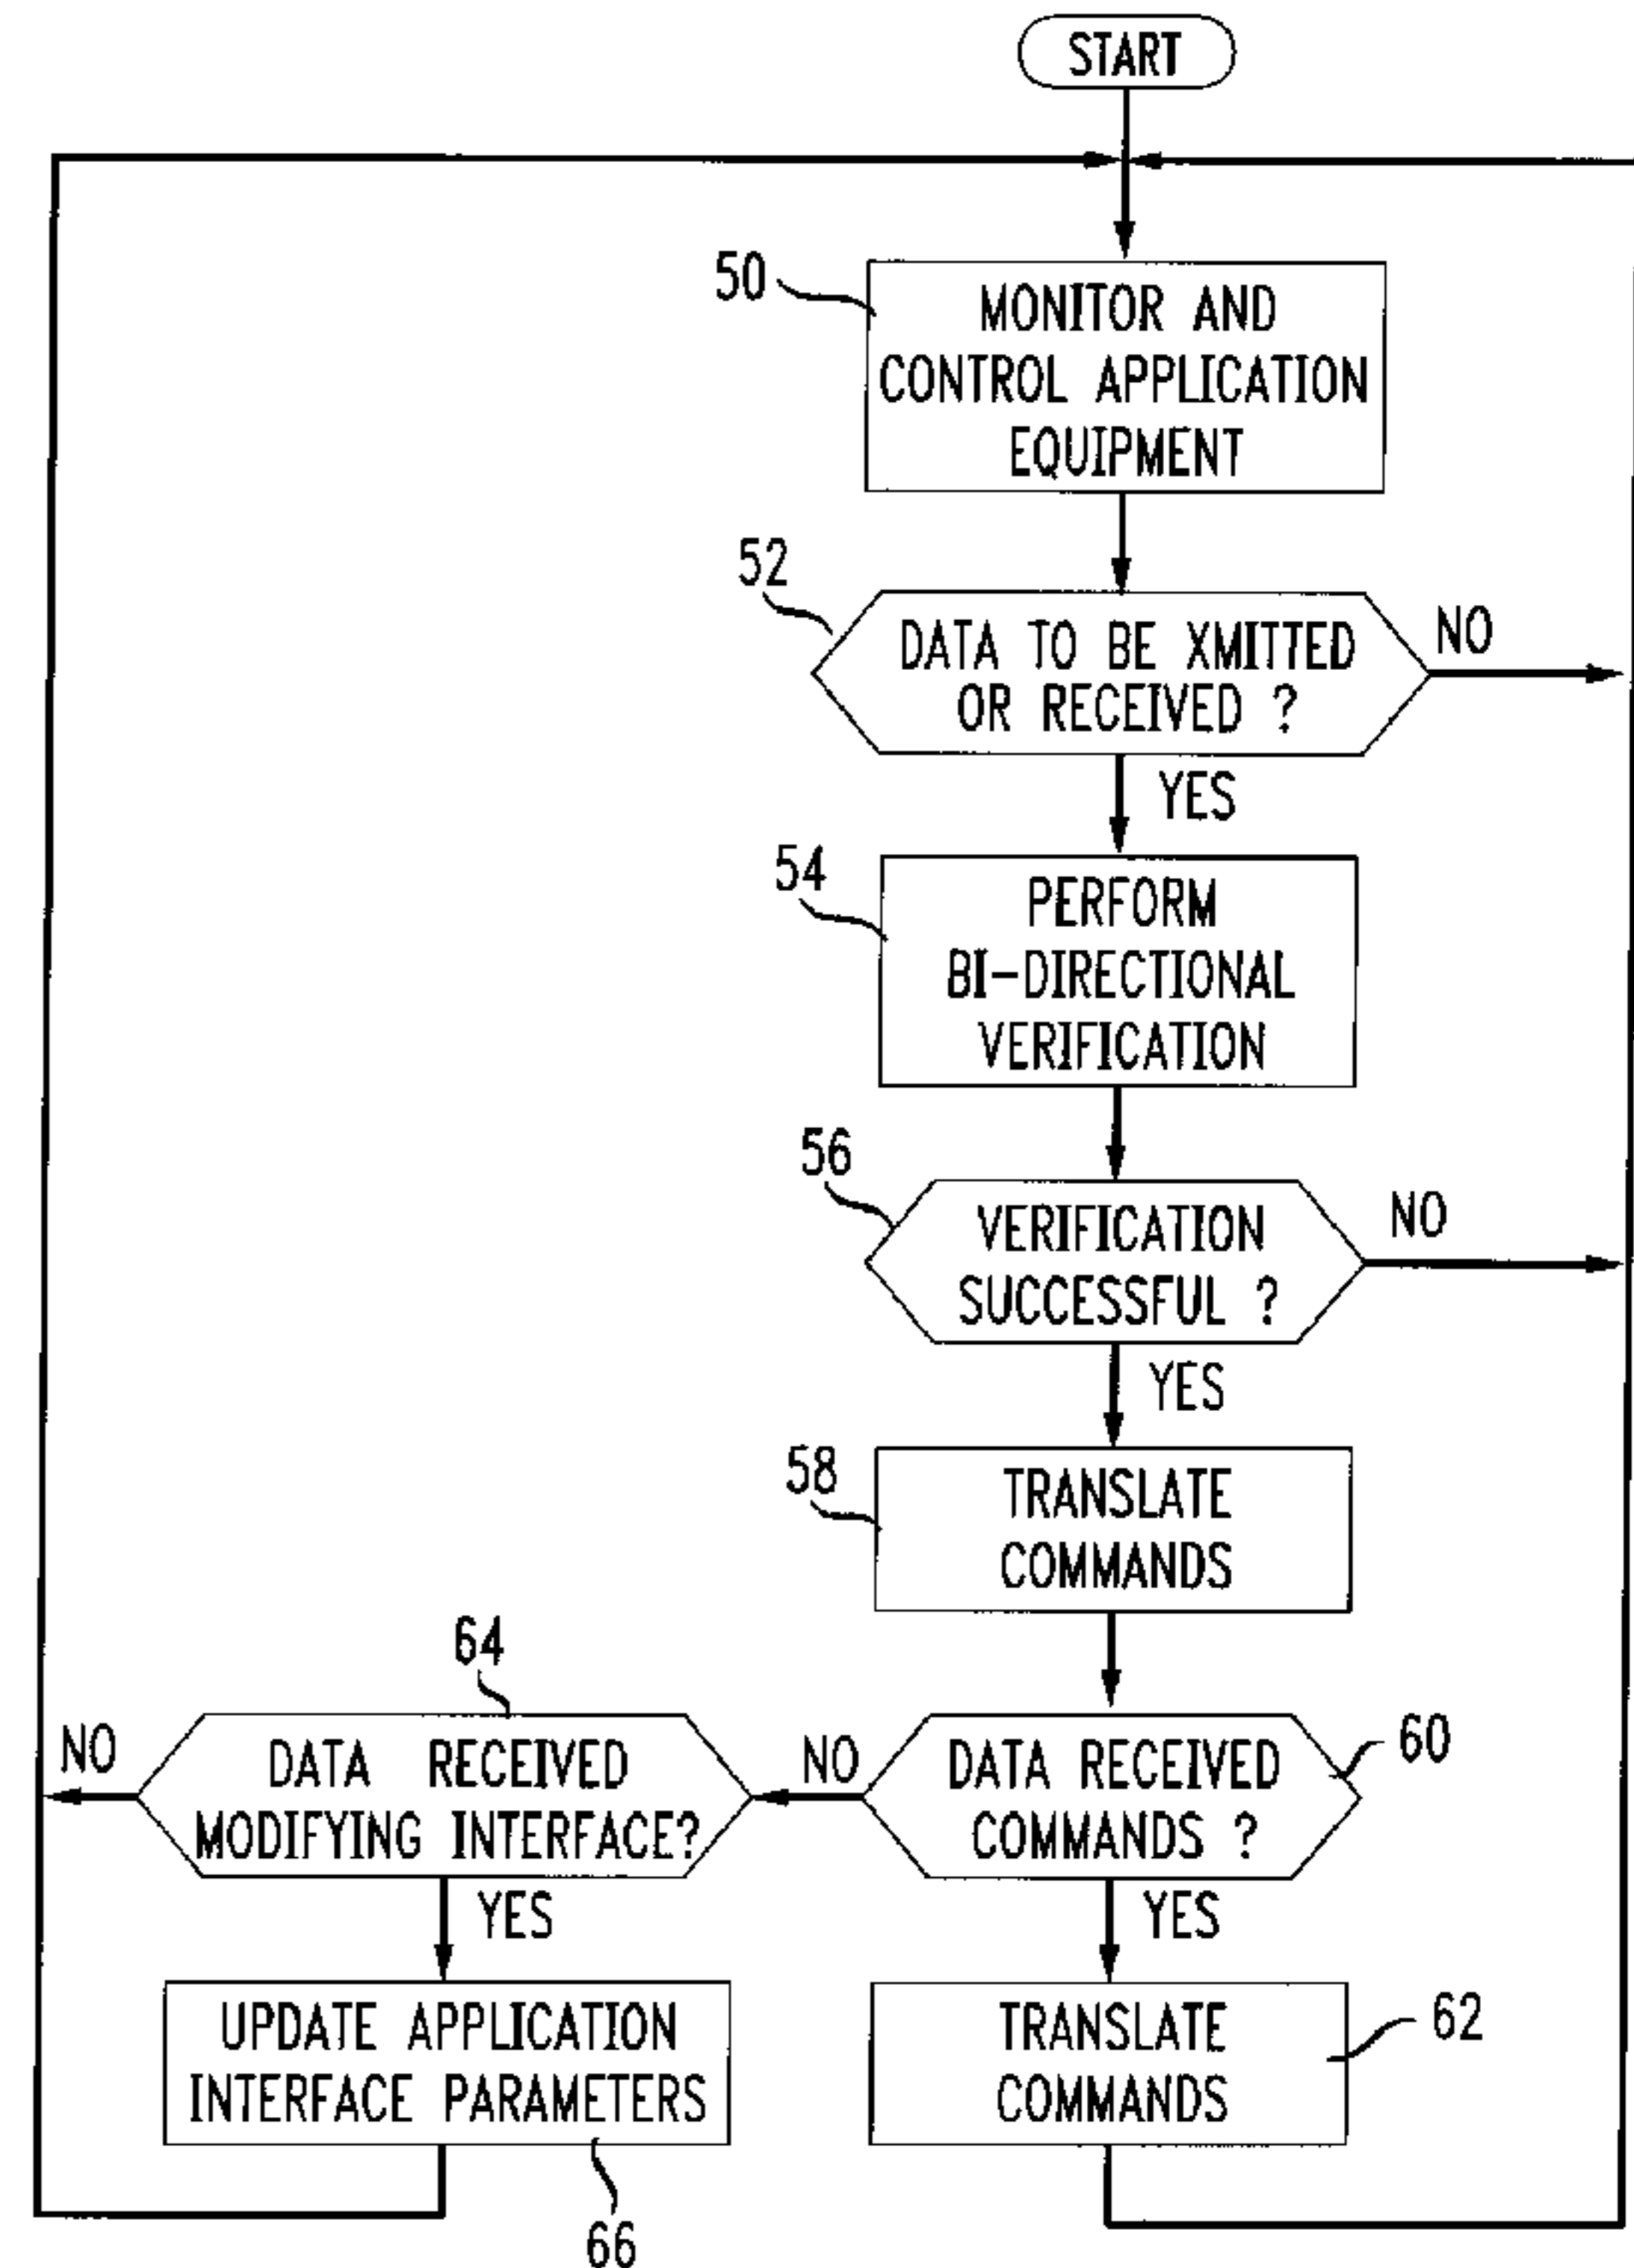 START
50
MONITOR AND
CONTROL APPLICATION
EQUIPMENT
52
DATA TO BE XMITTED
OR RECEIVED ?
NO
YES
54
PERFORM
BI-DIRECTIONAL
VERIFICATION
56
VERIFICATION
SUCCESSFUL ?
NO
YES
58
TRANSLATE
COMMANDS
60
DATA RECEIVED
COMMANDS ?
NO
YES
64
DATA RECEIVED
MODIFYING INTERFACE?
NO
YES
UPDATE APPLICATION
INTERFACE PARAMETERS
66
TRANSLATE
COMMANDS
62